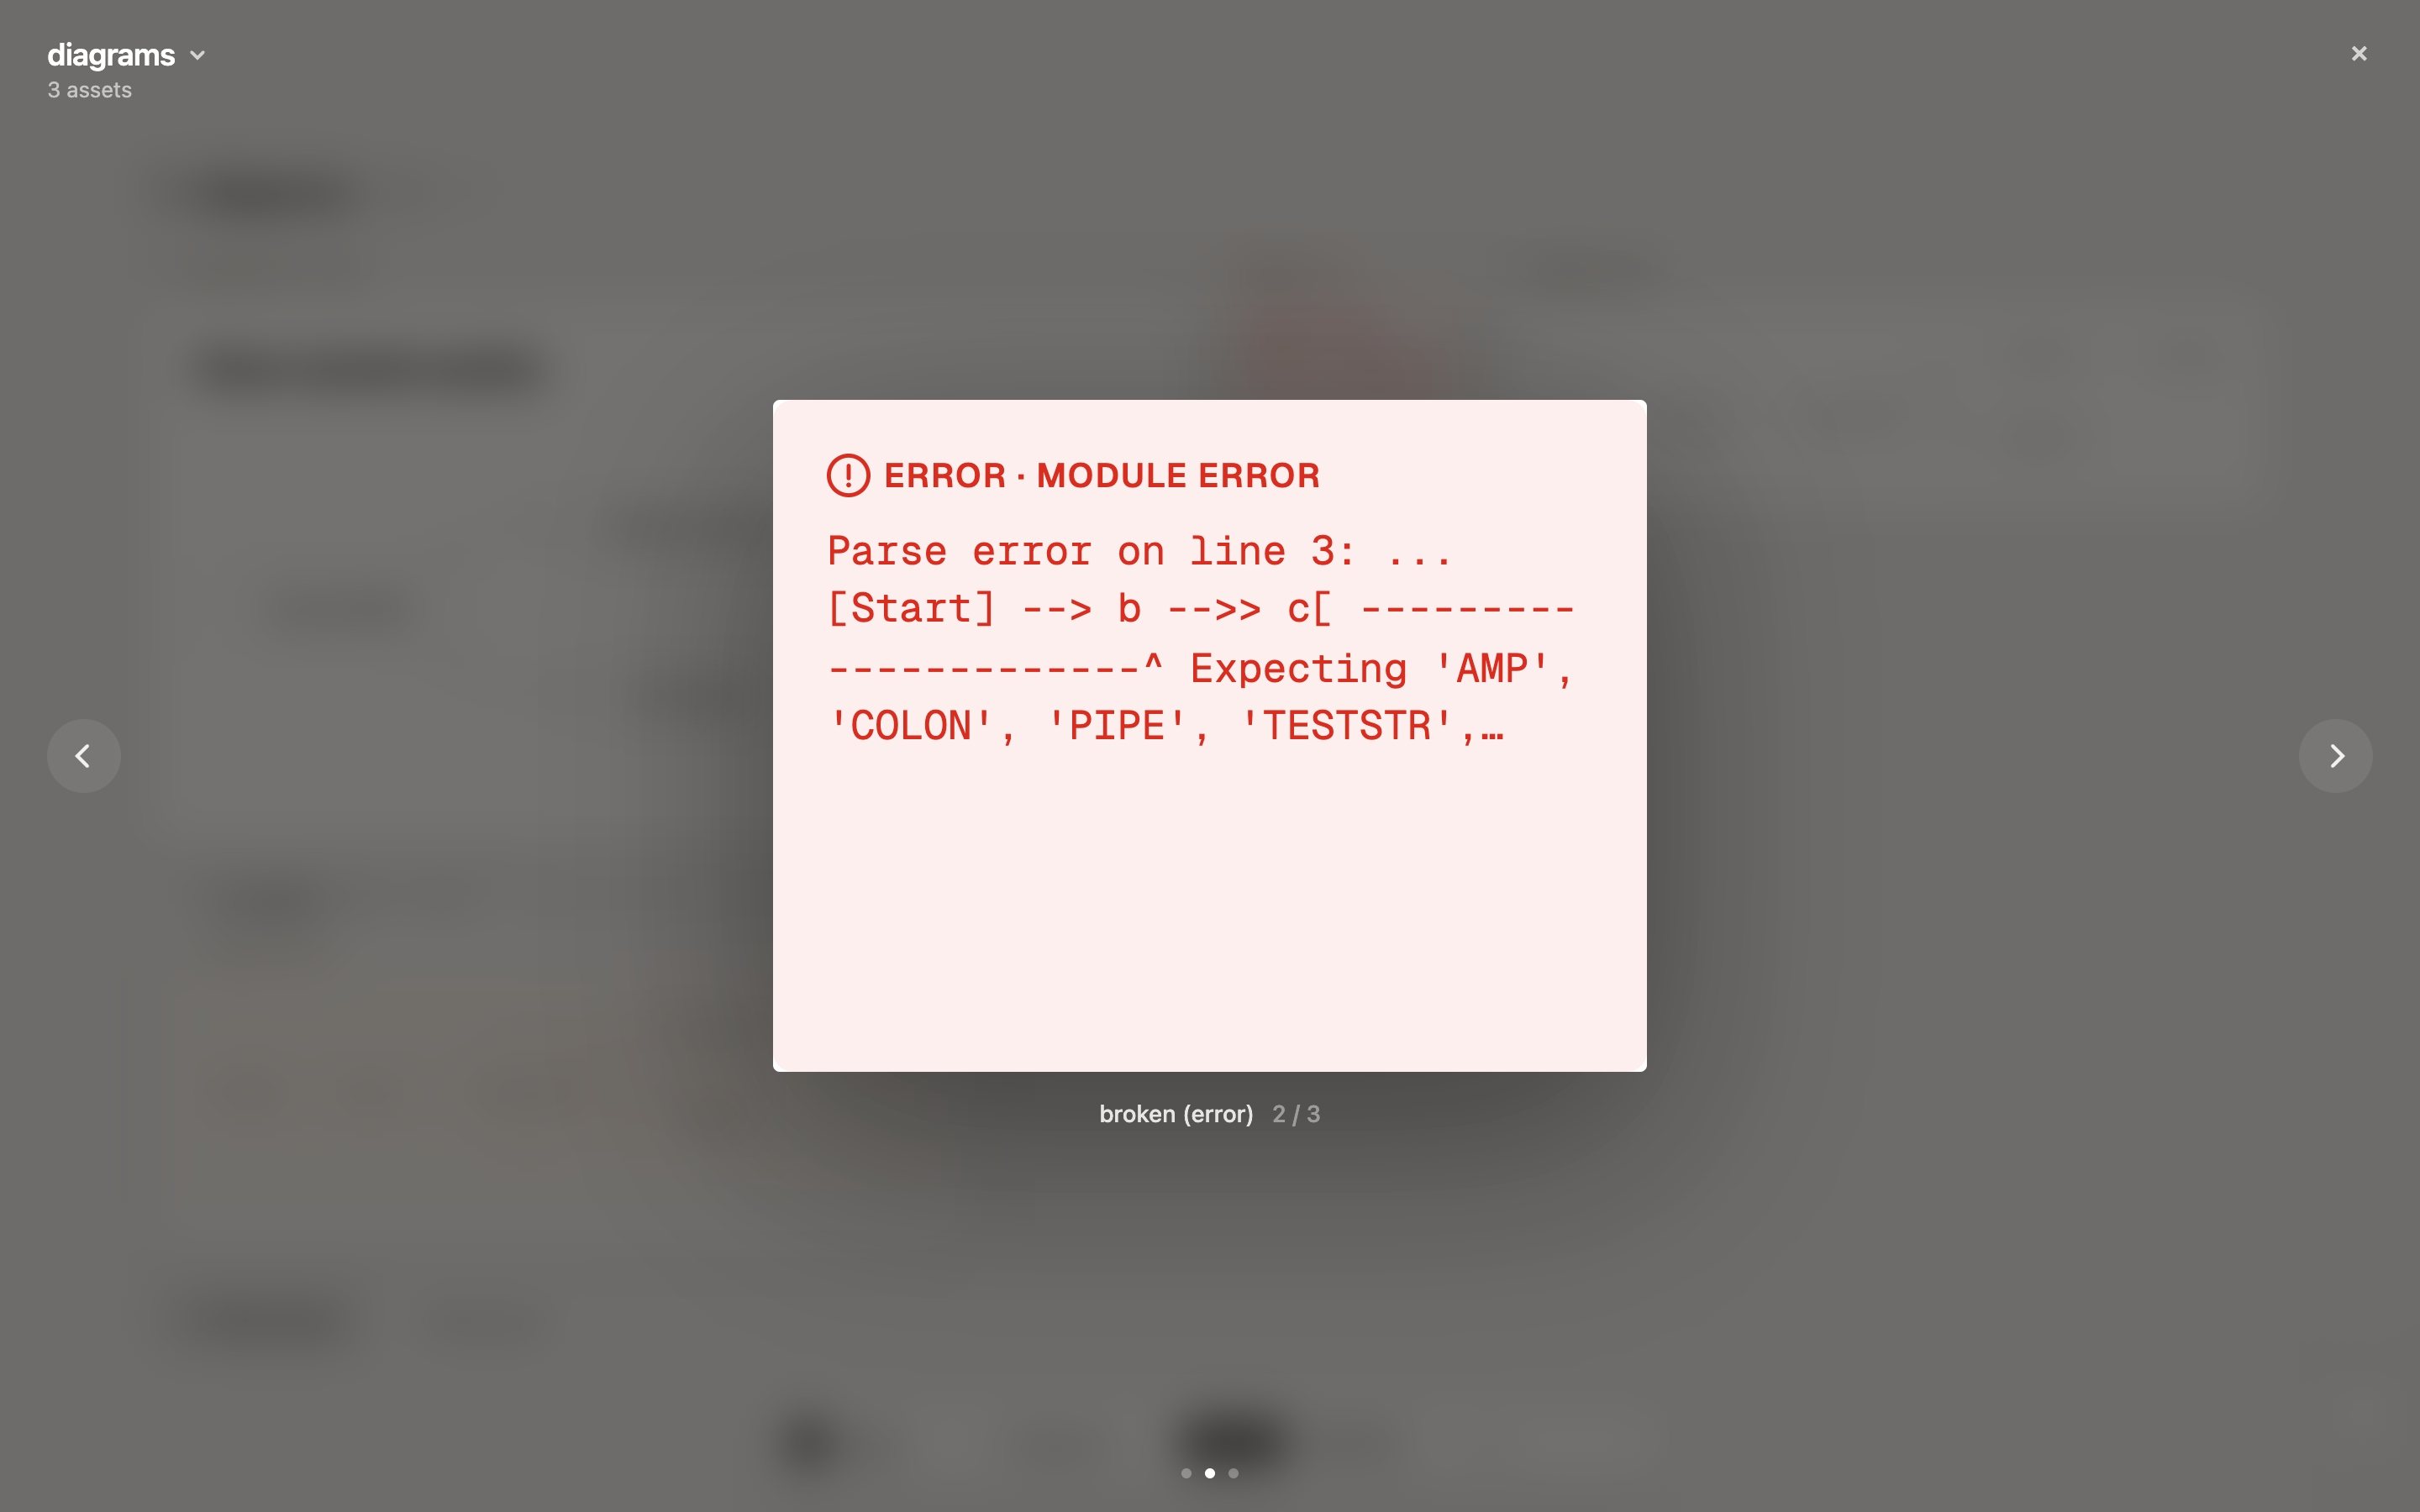 diagrams
3 assets
ERROR · MODULE ERROR
Parse error on line 3: ...
[Start] --> b -->> c[ ---------
-------------^ Expecting 'AMP',
'COLON', 'PIPE', 'TESTSTR',…
broken (error) 2 / 3